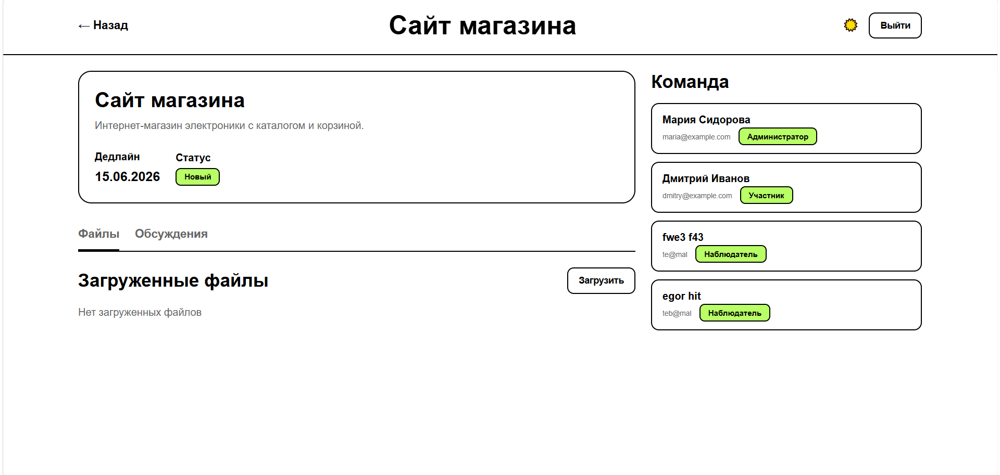 ← Назад
Сайт магазина
Выйти
Сайт магазина
Интернет-магазин электроники с каталогом и корзиной.
Дедлайн
Статус
15.06.2026
Новый
Файлы
Обсуждения
Загруженные файлы
Загрузить
Нет загруженных файлов
Команда
Мария Сидорова
maria@example.com Администратор
Дмитрий Иванов
dmitry@example.com Участник
fwe3 f43
te@mal Наблюдатель
egor hit
teb@mal Наблюдатель